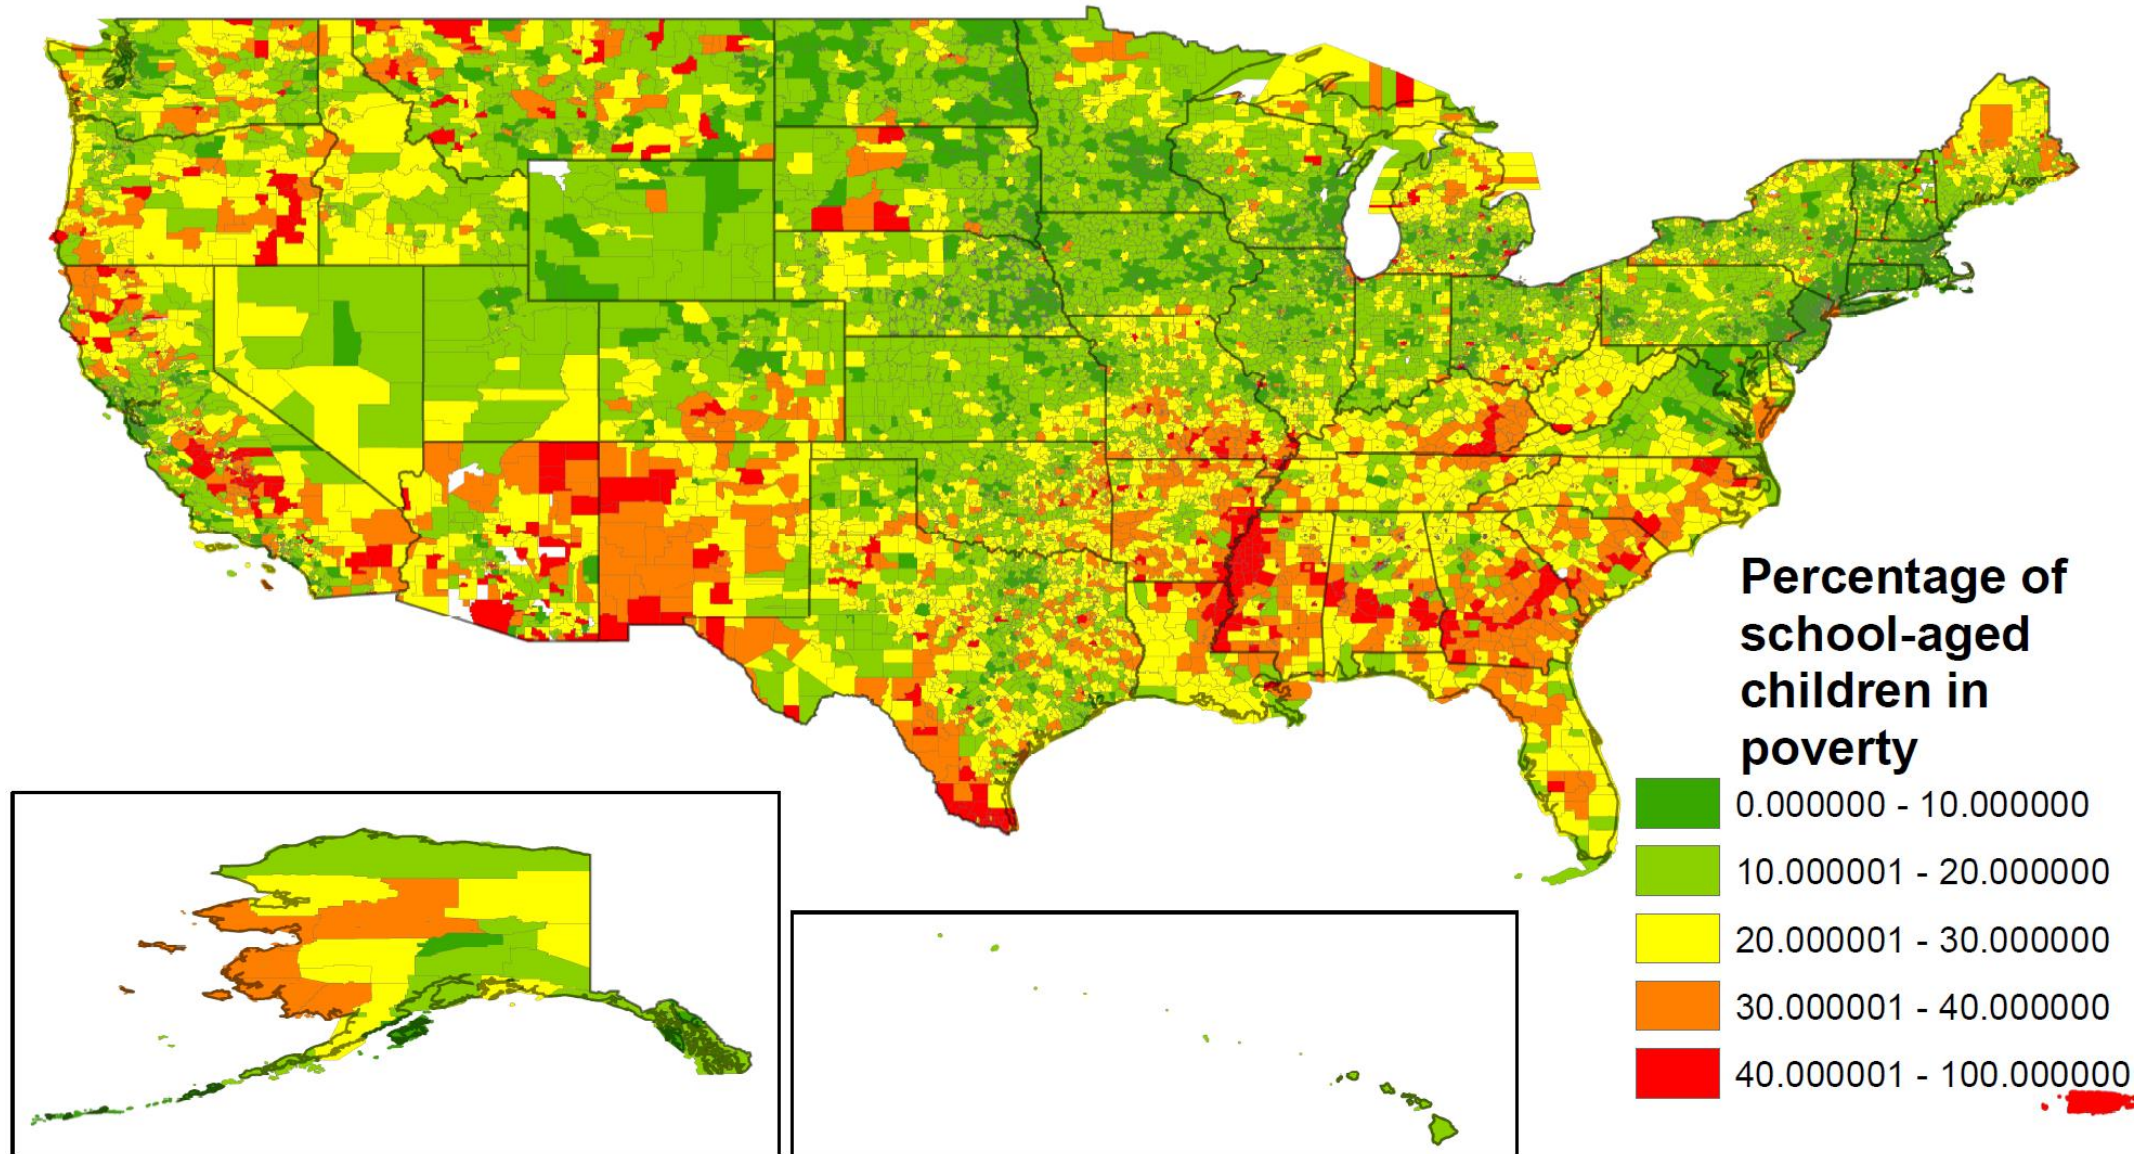 Percentage of
school-aged
children in
poverty
0.000000 - 10.000000
10.000001 - 20.000000
20.000001 - 30.000000
30.000001 - 40.000000
40.000001 - 100.000000